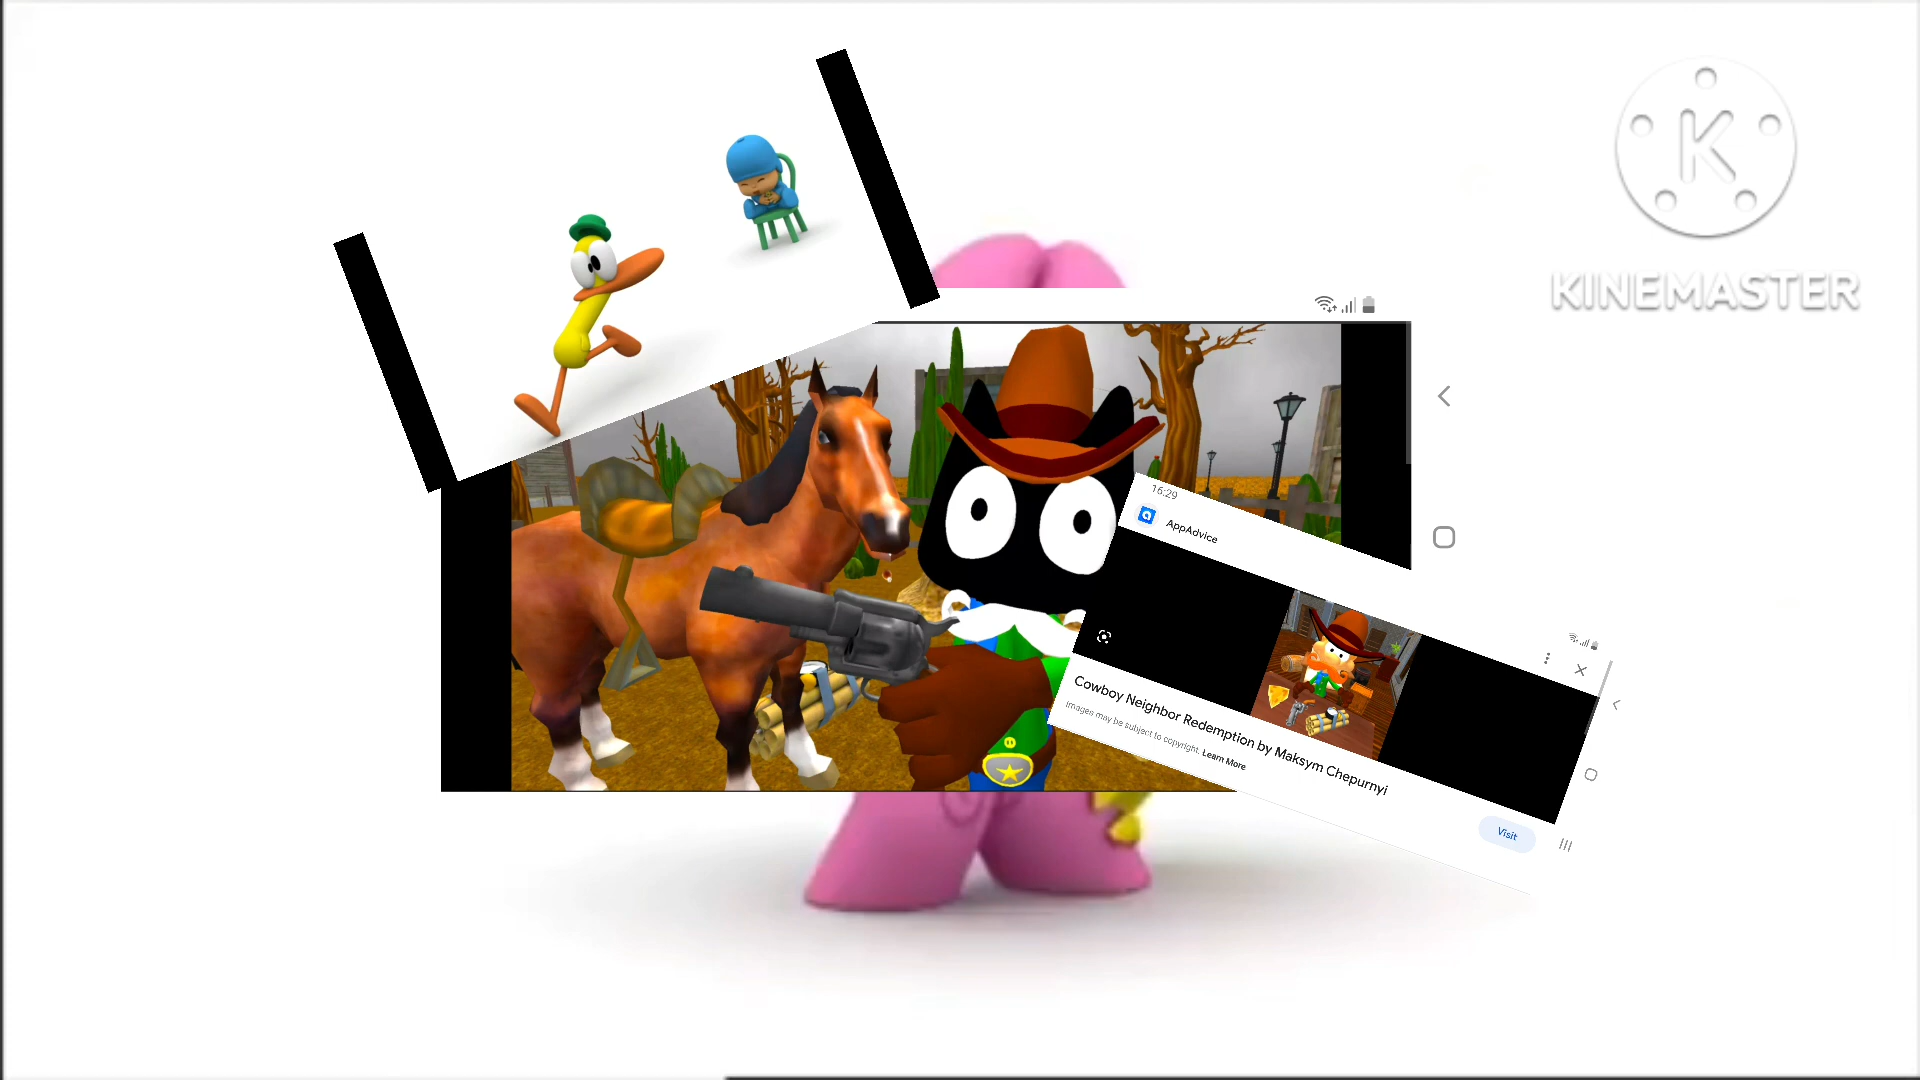 K
KINEMASTER
16:29
AppAdvice
Cowboy Neighbor Redemption by Maksym Chepurnyi
Images may be subject to copyright. Learn More
Visit